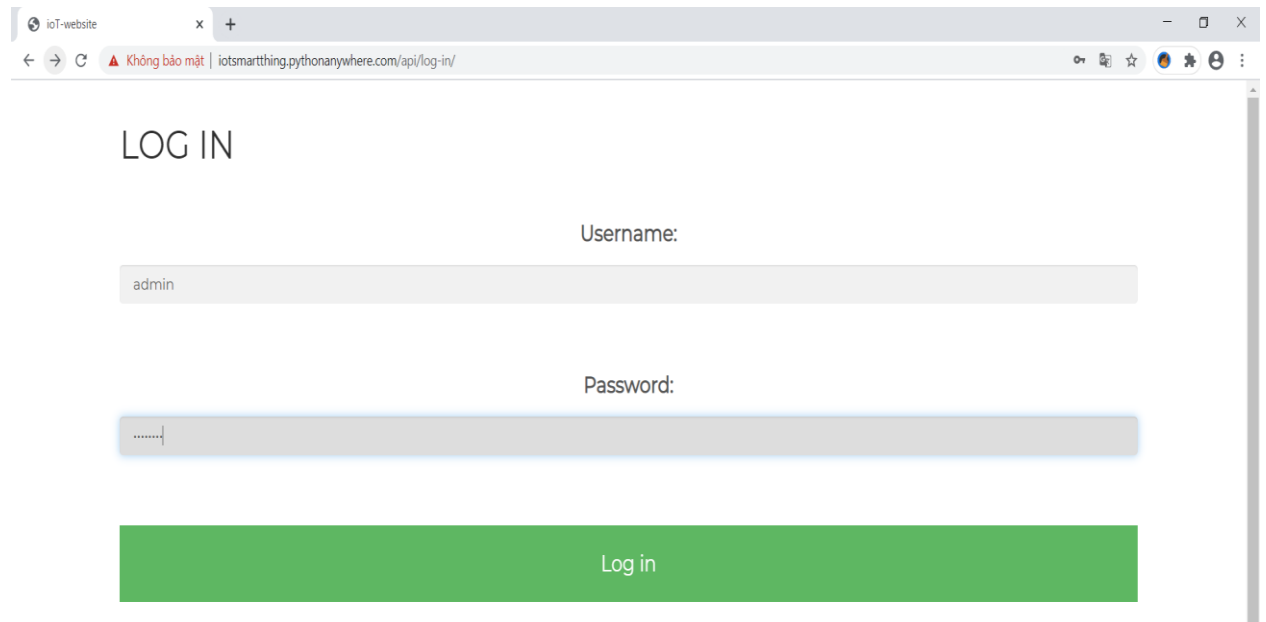 ioT-website
Không bảo mật | iotsmartthing.pythonanywhere.com/api/log-in/
LOG IN
Username:
admin
Password:
........
Log in